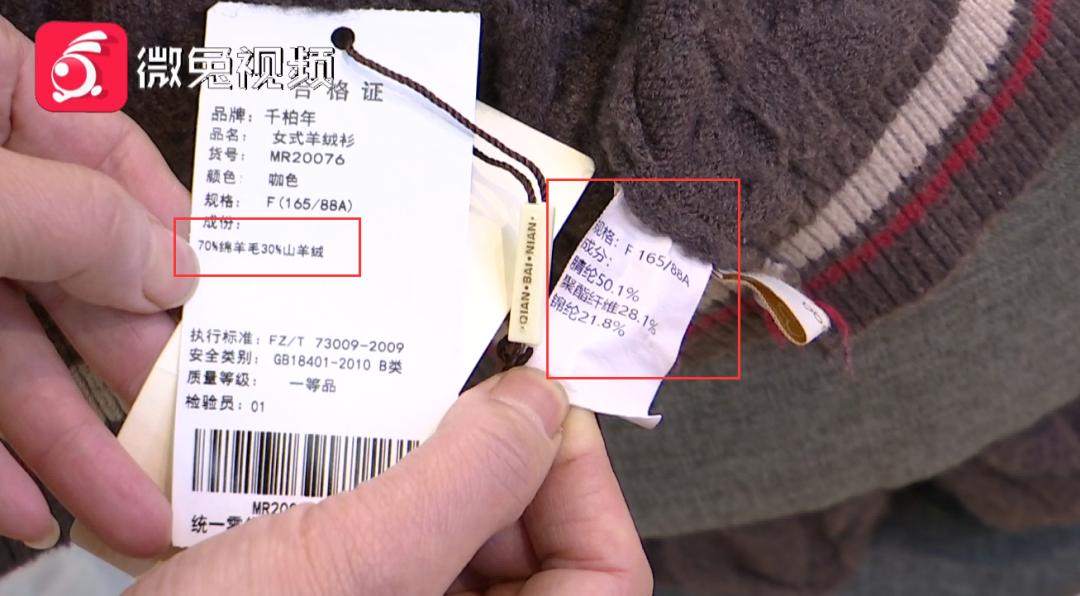 微兔视频
合格证
品牌：千柏年
品名： 女式羊绒衫
货号： MR20076
颜色： 咖色
规格： F(165/88A)
成份：
70%绵羊毛30%山羊绒
执行标准：FZ/T 73009-2009
安全类别： GB18401-2010 B类
质量等级： 一等品
检验员：01
MR200
统一零
•QIAN•BAI•NIAN•
规格：F 165/88A
成分：
腈纶50.1%
聚酯纤维28.1%
锦纶21.8%